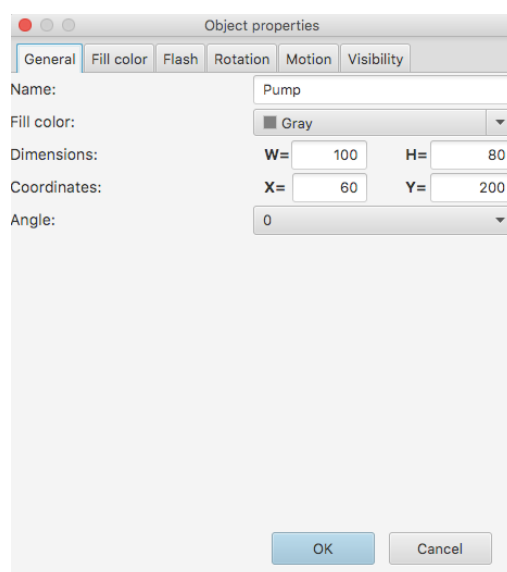 Object properties
General Fill color Flash Rotation Motion Visibility
Name: Pump
Fill color: Gray
Dimensions: W= 100 H= 80
Coordinates: X= 60 Y= 200
Angle: 0
OK Cancel